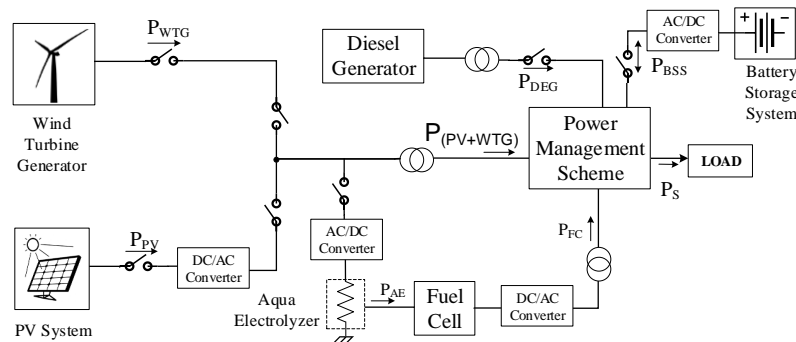 P_WTG
Wind
Turbine
Generator
Diesel
Generator
P_DEG
AC/DC
Converter
+ -
P_BSS
Battery
Storage
System
P_(PV+WTG)
Power
Management
Scheme
LOAD
P_S
P_PV
DC/AC
Converter
PV System
AC/DC
Converter
Aqua
Electrolyzer
P_AE
Fuel
Cell
DC/AC
Converter
P_FC